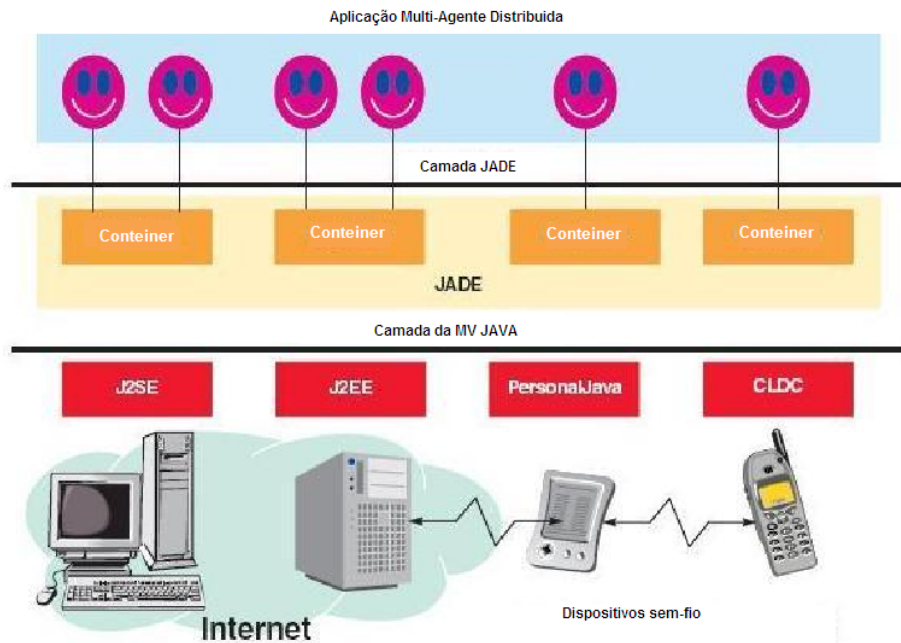 Aplicação Multi-Agente Distribuida
Camada JADE
Conteiner
Conteiner
Conteiner
Conteiner
JADE
Camada da MV JAVA
J2SE
J2EE
PersonalJava
CLDC
Dispositivos sem-fio
Internet